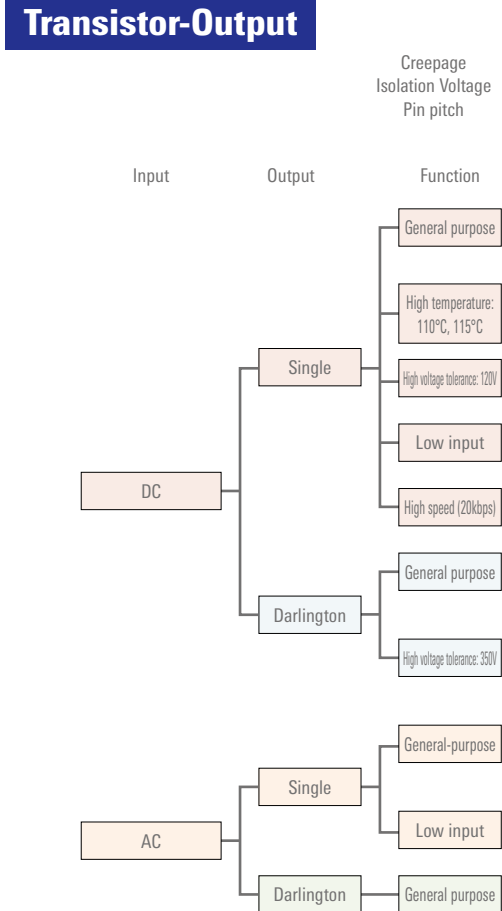 Transistor-Output
Creepage
Isolation Voltage
Pin pitch
Input
Output
Function
General purpose
High temperature:
110°C, 115°C
Single
High voltage tolerance: 120V
Low input
DC
High speed (20kbps)
General purpose
Darlington
High voltage tolerance: 350V
General-purpose
Single
Low input
AC
Darlington
General purpose